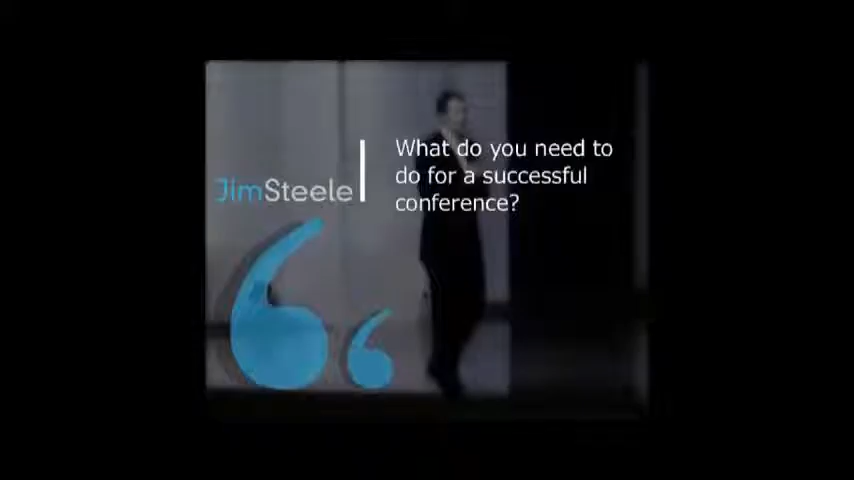 JimSteele
What do you need to
do for a successful
conference?